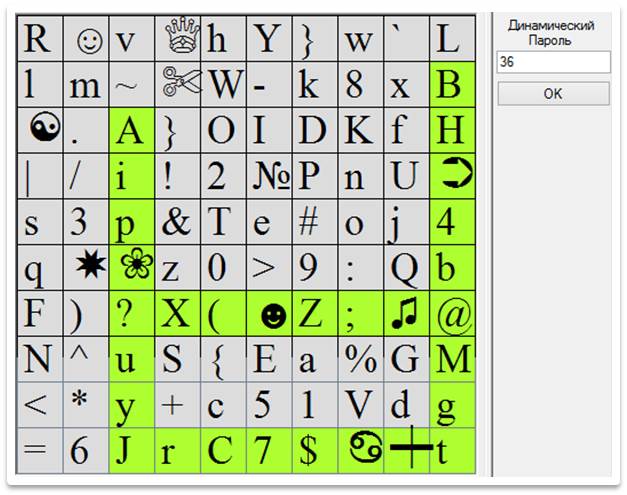 R ☺ v ♕ h Y } w ` L
l m ~ ✄ W - k 8 x B
☯ . A } O I D K f H
| / i ! 2 № P n U ➲
s 3 p & T e # o j 4
q ✸ ❀ z 0 > 9 : Q b
F ) ? X ( ☻ Z ; ♫ @
N ^ u S { E a % G M
< * y + c 5 1 V d g
= 6 J r C 7 $ ♋ ┼ t
Динамический
Пароль
36
OK